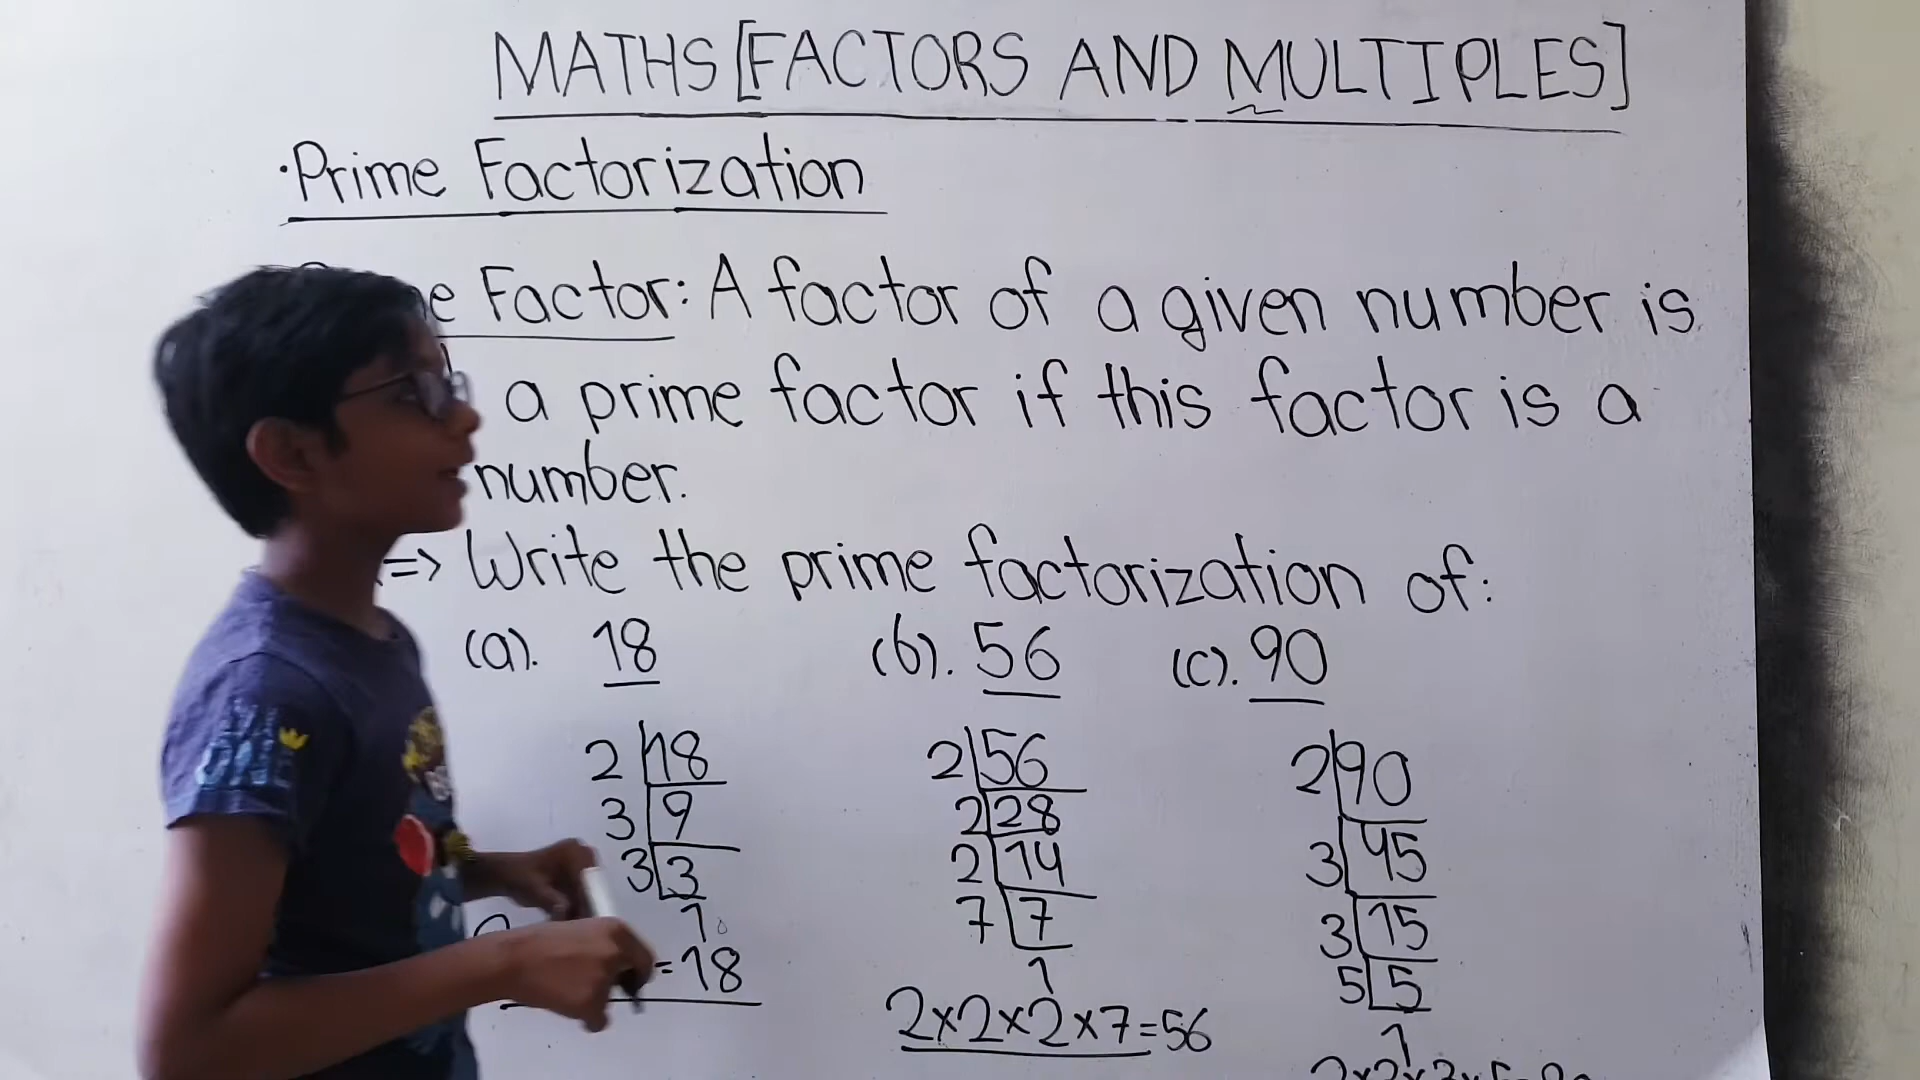 MATHS [FACTORS AND MULTIPLES]
·Prime Factorization
Factor: A factor of a given number is
a prime factor if this factor is a
number.
=> Write the prime factorization of:
(a). 18 (b). 56 (c). 90
2 18 2 56 2 90
3 9 2 28 3 45
3 3 2 14 3 15
1 7 7 5 5
=18 1 1
2×2×2×7=56